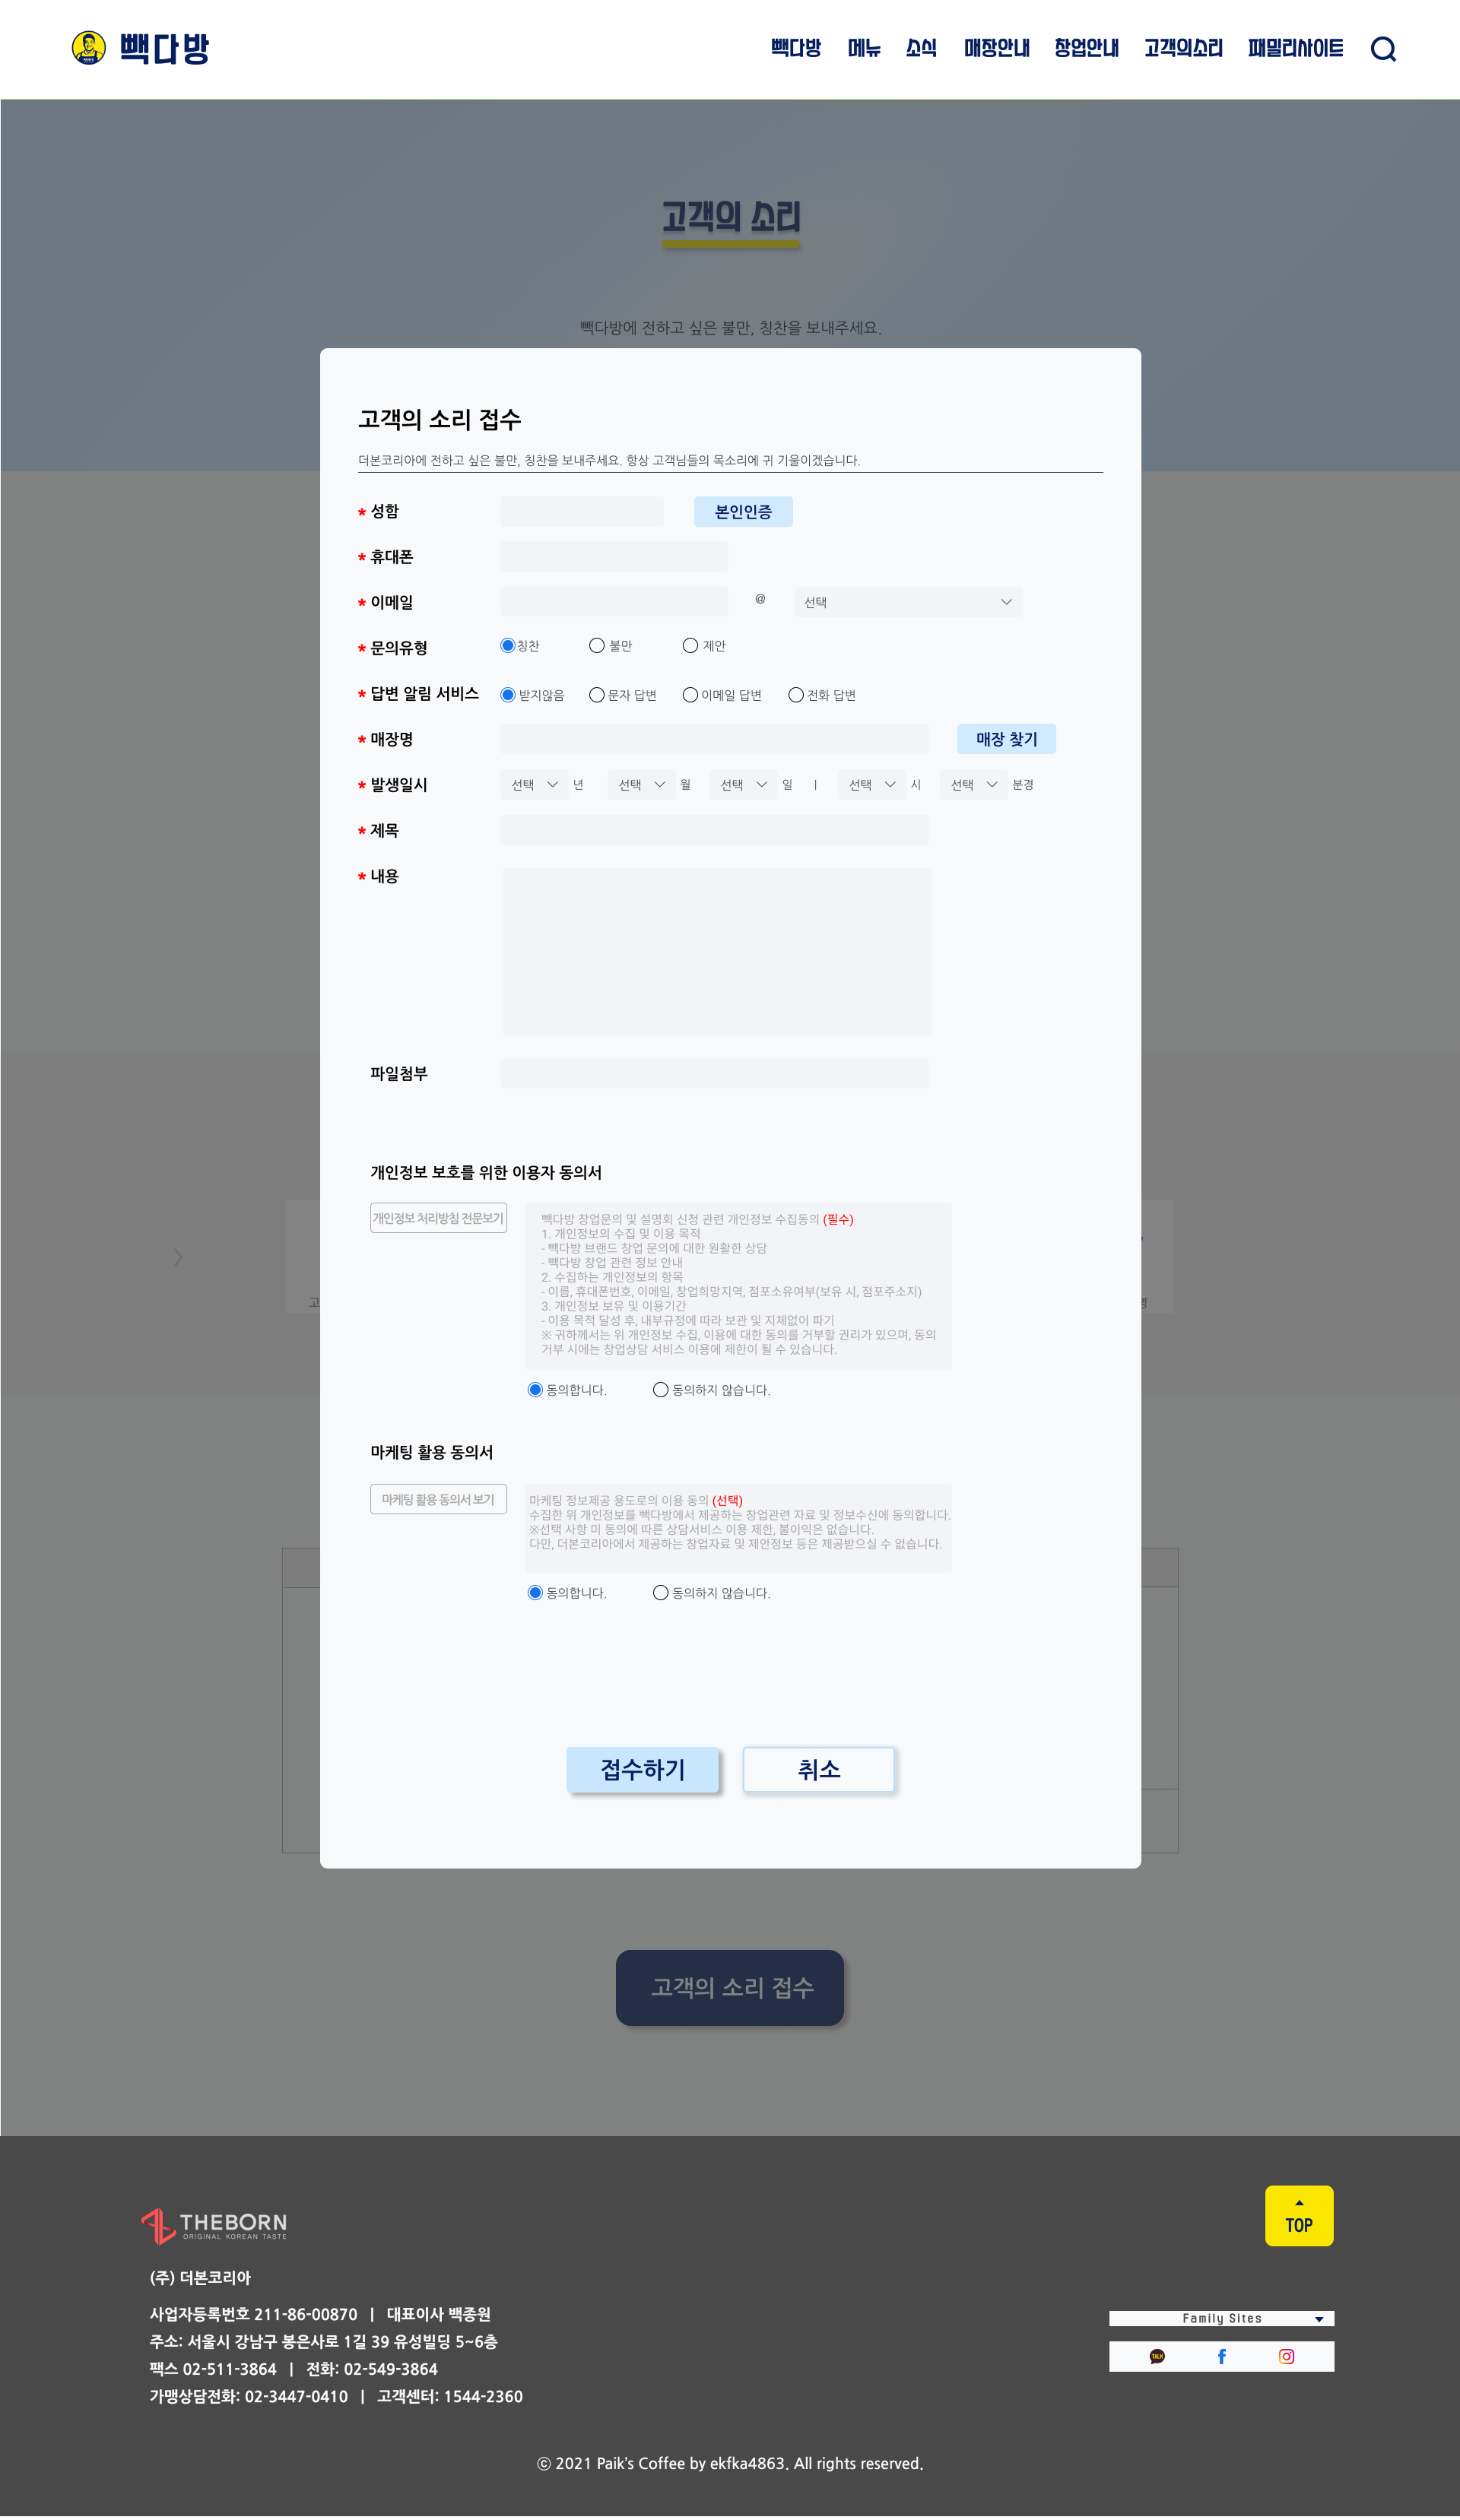 빽다방
빽다방 메뉴 소식 매장안내 창업안내 고객의소리 패밀리사이트
고객의 소리
빽다방에 전하고 싶은 불만, 칭찬을 보내주세요.
고객의 소리 접수
더본코리아에 전하고 싶은 불만, 칭찬을 보내주세요. 항상 고객님들의 목소리에 귀 기울이겠습니다.
* 성함 본인인증
* 휴대폰
* 이메일 @ 선택
* 문의유형 칭찬 불만 제안
* 답변 알림 서비스 받지않음 문자 답변 이메일 답변 전화 답변
* 매장명 매장 찾기
* 발생일시 선택 년 선택 월 선택 일 | 선택 시 선택 분경
* 제목
* 내용
파일첨부
개인정보 보호를 위한 이용자 동의서
개인정보 처리방침 전문보기
빽다방 창업문의 및 설명회 신청 관련 개인정보 수집동의 (필수)
1. 개인정보의 수집 및 이용 목적
- 빽다방 브랜드 창업 문의에 대한 원활한 상담
- 빽다방 창업 관련 정보 안내
2. 수집하는 개인정보의 항목
- 이름, 휴대폰번호, 이메일, 창업희망지역, 점포소유여부(보유 시, 점포주소지)
3. 개인정보 보유 및 이용기간
- 이용 목적 달성 후, 내부규정에 따라 보관 및 지체없이 파기
※ 귀하께서는 위 개인정보 수집, 이용에 대한 동의를 거부할 권리가 있으며, 동의
거부 시에는 창업상담 서비스 이용에 제한이 될 수 있습니다.
동의합니다. 동의하지 않습니다.
마케팅 활용 동의서
마케팅 활용 동의서 보기
마케팅 정보제공 용도로의 이용 동의 (선택)
수집한 위 개인정보를 빽다방에서 제공하는 창업관련 자료 및 정보수신에 동의합니다.
※선택 사항 미 동의에 따른 상담서비스 이용 제한, 불이익은 없습니다.
다만, 더본코리아에서 제공하는 창업자료 및 제안정보 등은 제공받으실 수 없습니다.
동의합니다. 동의하지 않습니다.
접수하기 취소
고객의 소리 접수
THEBORN
ORIGINAL KOREAN TASTE
TOP
(주) 더본코리아
사업자등록번호 211-86-00870 | 대표이사 백종원
주소: 서울시 강남구 봉은사로 1길 39 유성빌딩 5~6층
팩스 02-511-3864 | 전화: 02-549-3864
가맹상담전화: 02-3447-0410 | 고객센터: 1544-2360
Family Sites
TALK
ⓒ 2021 Paik's Coffee by ekfka4863. All rights reserved.